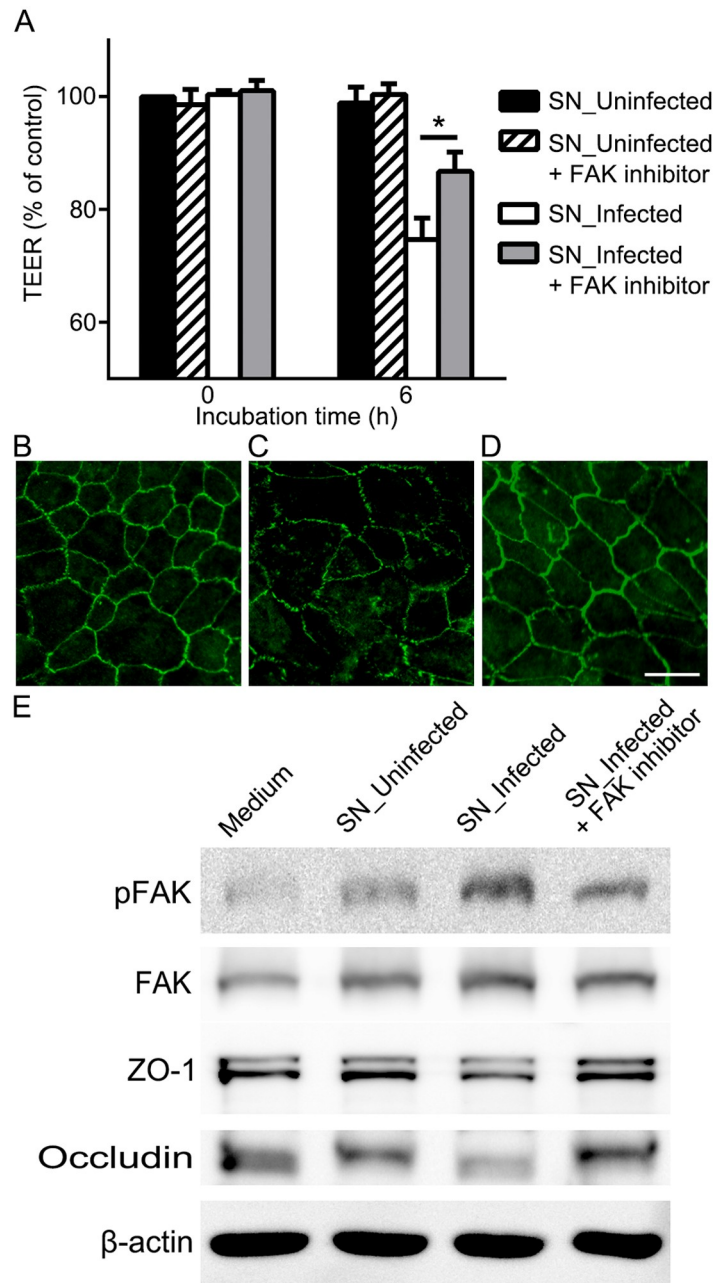 A
TEER (% of control)
100
80
60
*
0
6
Incubation time (h)
SN_Uninfected
SN_Uninfected
+ FAK inhibitor
SN_Infected
SN_Infected
+ FAK inhibitor
B
C
D
E
Medium
SN_Uninfected
SN_Infected
SN_Infected
+ FAK inhibitor
pFAK
FAK
ZO-1
Occludin
β-actin